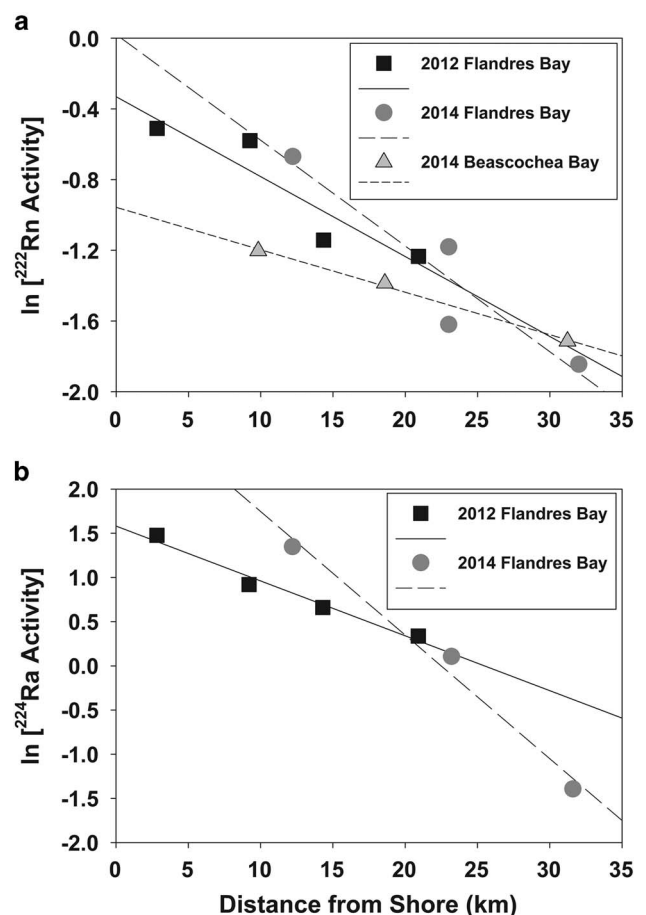 a
0.0
-0.4
-0.8
-1.2
-1.6
-2.0
ln [²²²Rn Activity]
2012 Flandres Bay
2014 Flandres Bay
2014 Beascochea Bay
0 5 10 15 20 25 30 35
b
2.0
1.5
1.0
0.5
0.0
-0.5
-1.0
-1.5
-2.0
ln [²²⁴Ra Activity]
2012 Flandres Bay
2014 Flandres Bay
0 5 10 15 20 25 30 35
Distance from Shore (km)